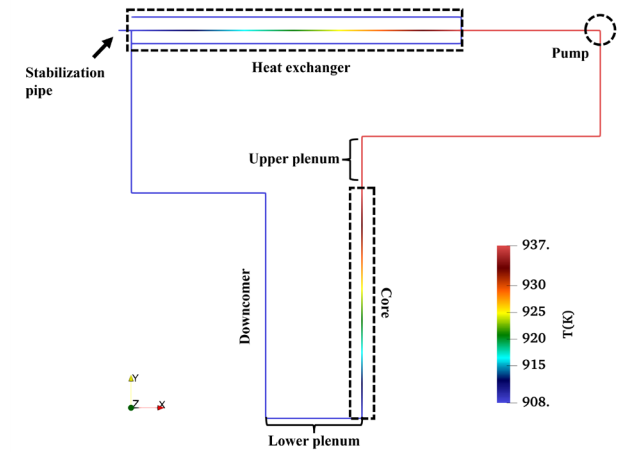 Stabilization
pipe
Heat exchanger
Pump
Upper plenum
Downcomer
Core
Lower plenum
937.
930
925
920
915
908.
T(K)
Y
Z
X